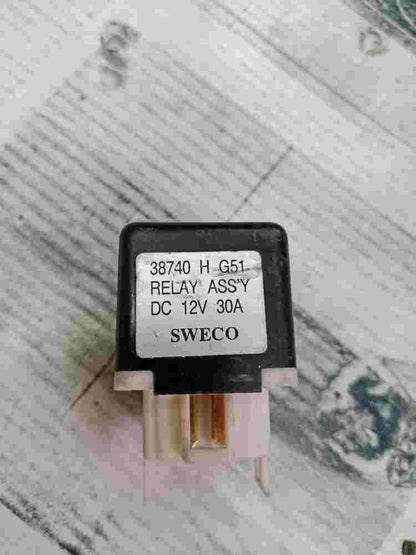 38740 H G51
RELAY ASS'Y
DC 12V 30A
SWECO